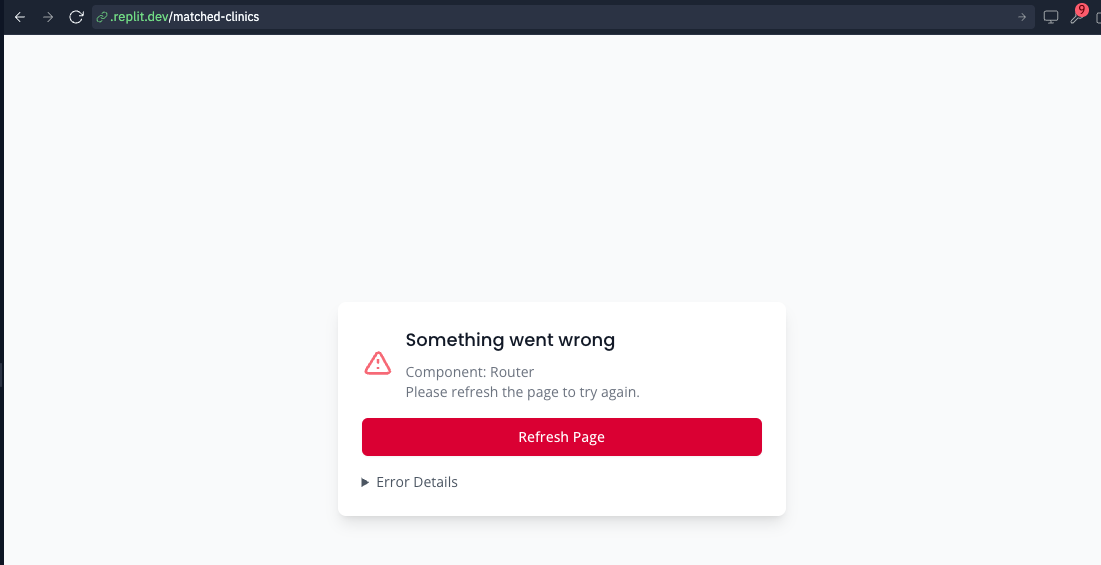 .replit.dev/matched-clinics
9
Something went wrong
Component: Router
Please refresh the page to try again.
Refresh Page
Error Details